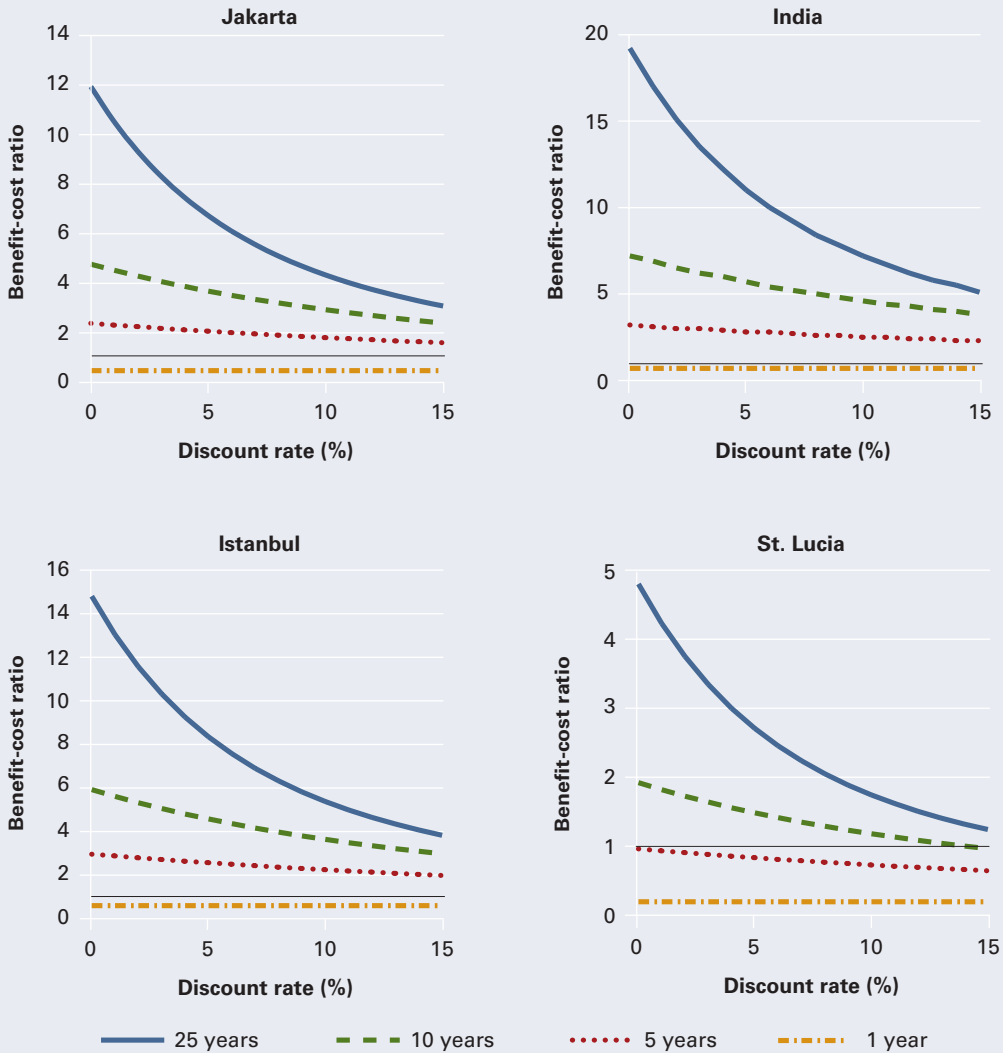 Jakarta
Benefit-cost ratio
14
12
10
8
6
4
2
0
0 5 10 15
Discount rate (%)
India
Benefit-cost ratio
20
15
10
5
0
0 5 10 15
Discount rate (%)
Istanbul
Benefit-cost ratio
16
14
12
10
8
6
4
2
0
0 5 10 15
Discount rate (%)
St. Lucia
Benefit-cost ratio
5
4
3
2
1
0
0 5 10 15
Discount rate (%)
25 years 10 years 5 years 1 year